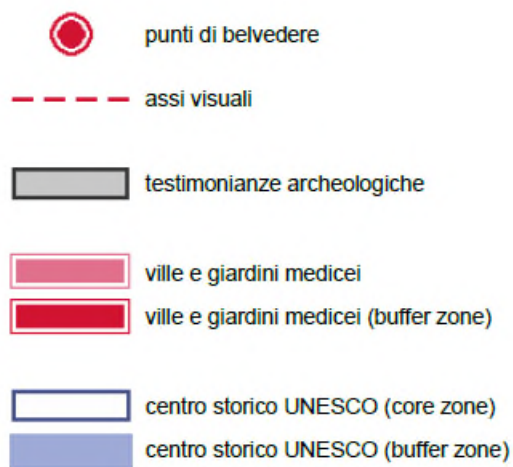 punti di belvedere
assi visuali
testimonianze archeologiche
ville e giardini medicei
ville e giardini medicei (buffer zone)
centro storico UNESCO (core zone)
centro storico UNESCO (buffer zone)